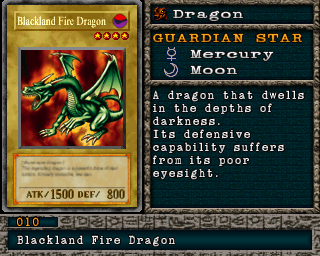 Blackland Fire Dragon
ATK/1500 DEF/ 800
Dragon
GUARDIAN STAR
Mercury
Moon
A dragon that dwells
in the depths of
darkness.
Its defensive
capability suffers
from its poor
eyesight.
010
Blackland Fire Dragon